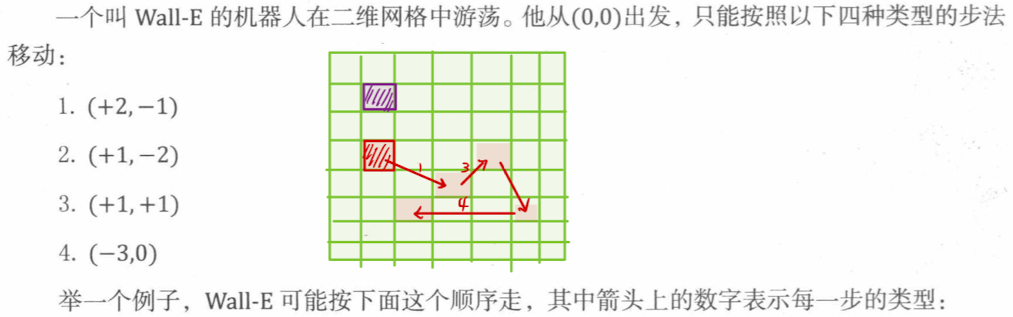 一个叫 Wall-E 的机器人在二维网格中游荡。他从(0,0)出发，只能按照以下四种类型的步法
移动：
1. (+2,−1)
2. (+1,−2)
3. (+1,+1)
4. (−3,0)
1
3
4
举一个例子，Wall-E 可能按下面这个顺序走，其中箭头上的数字表示每一步的类型：